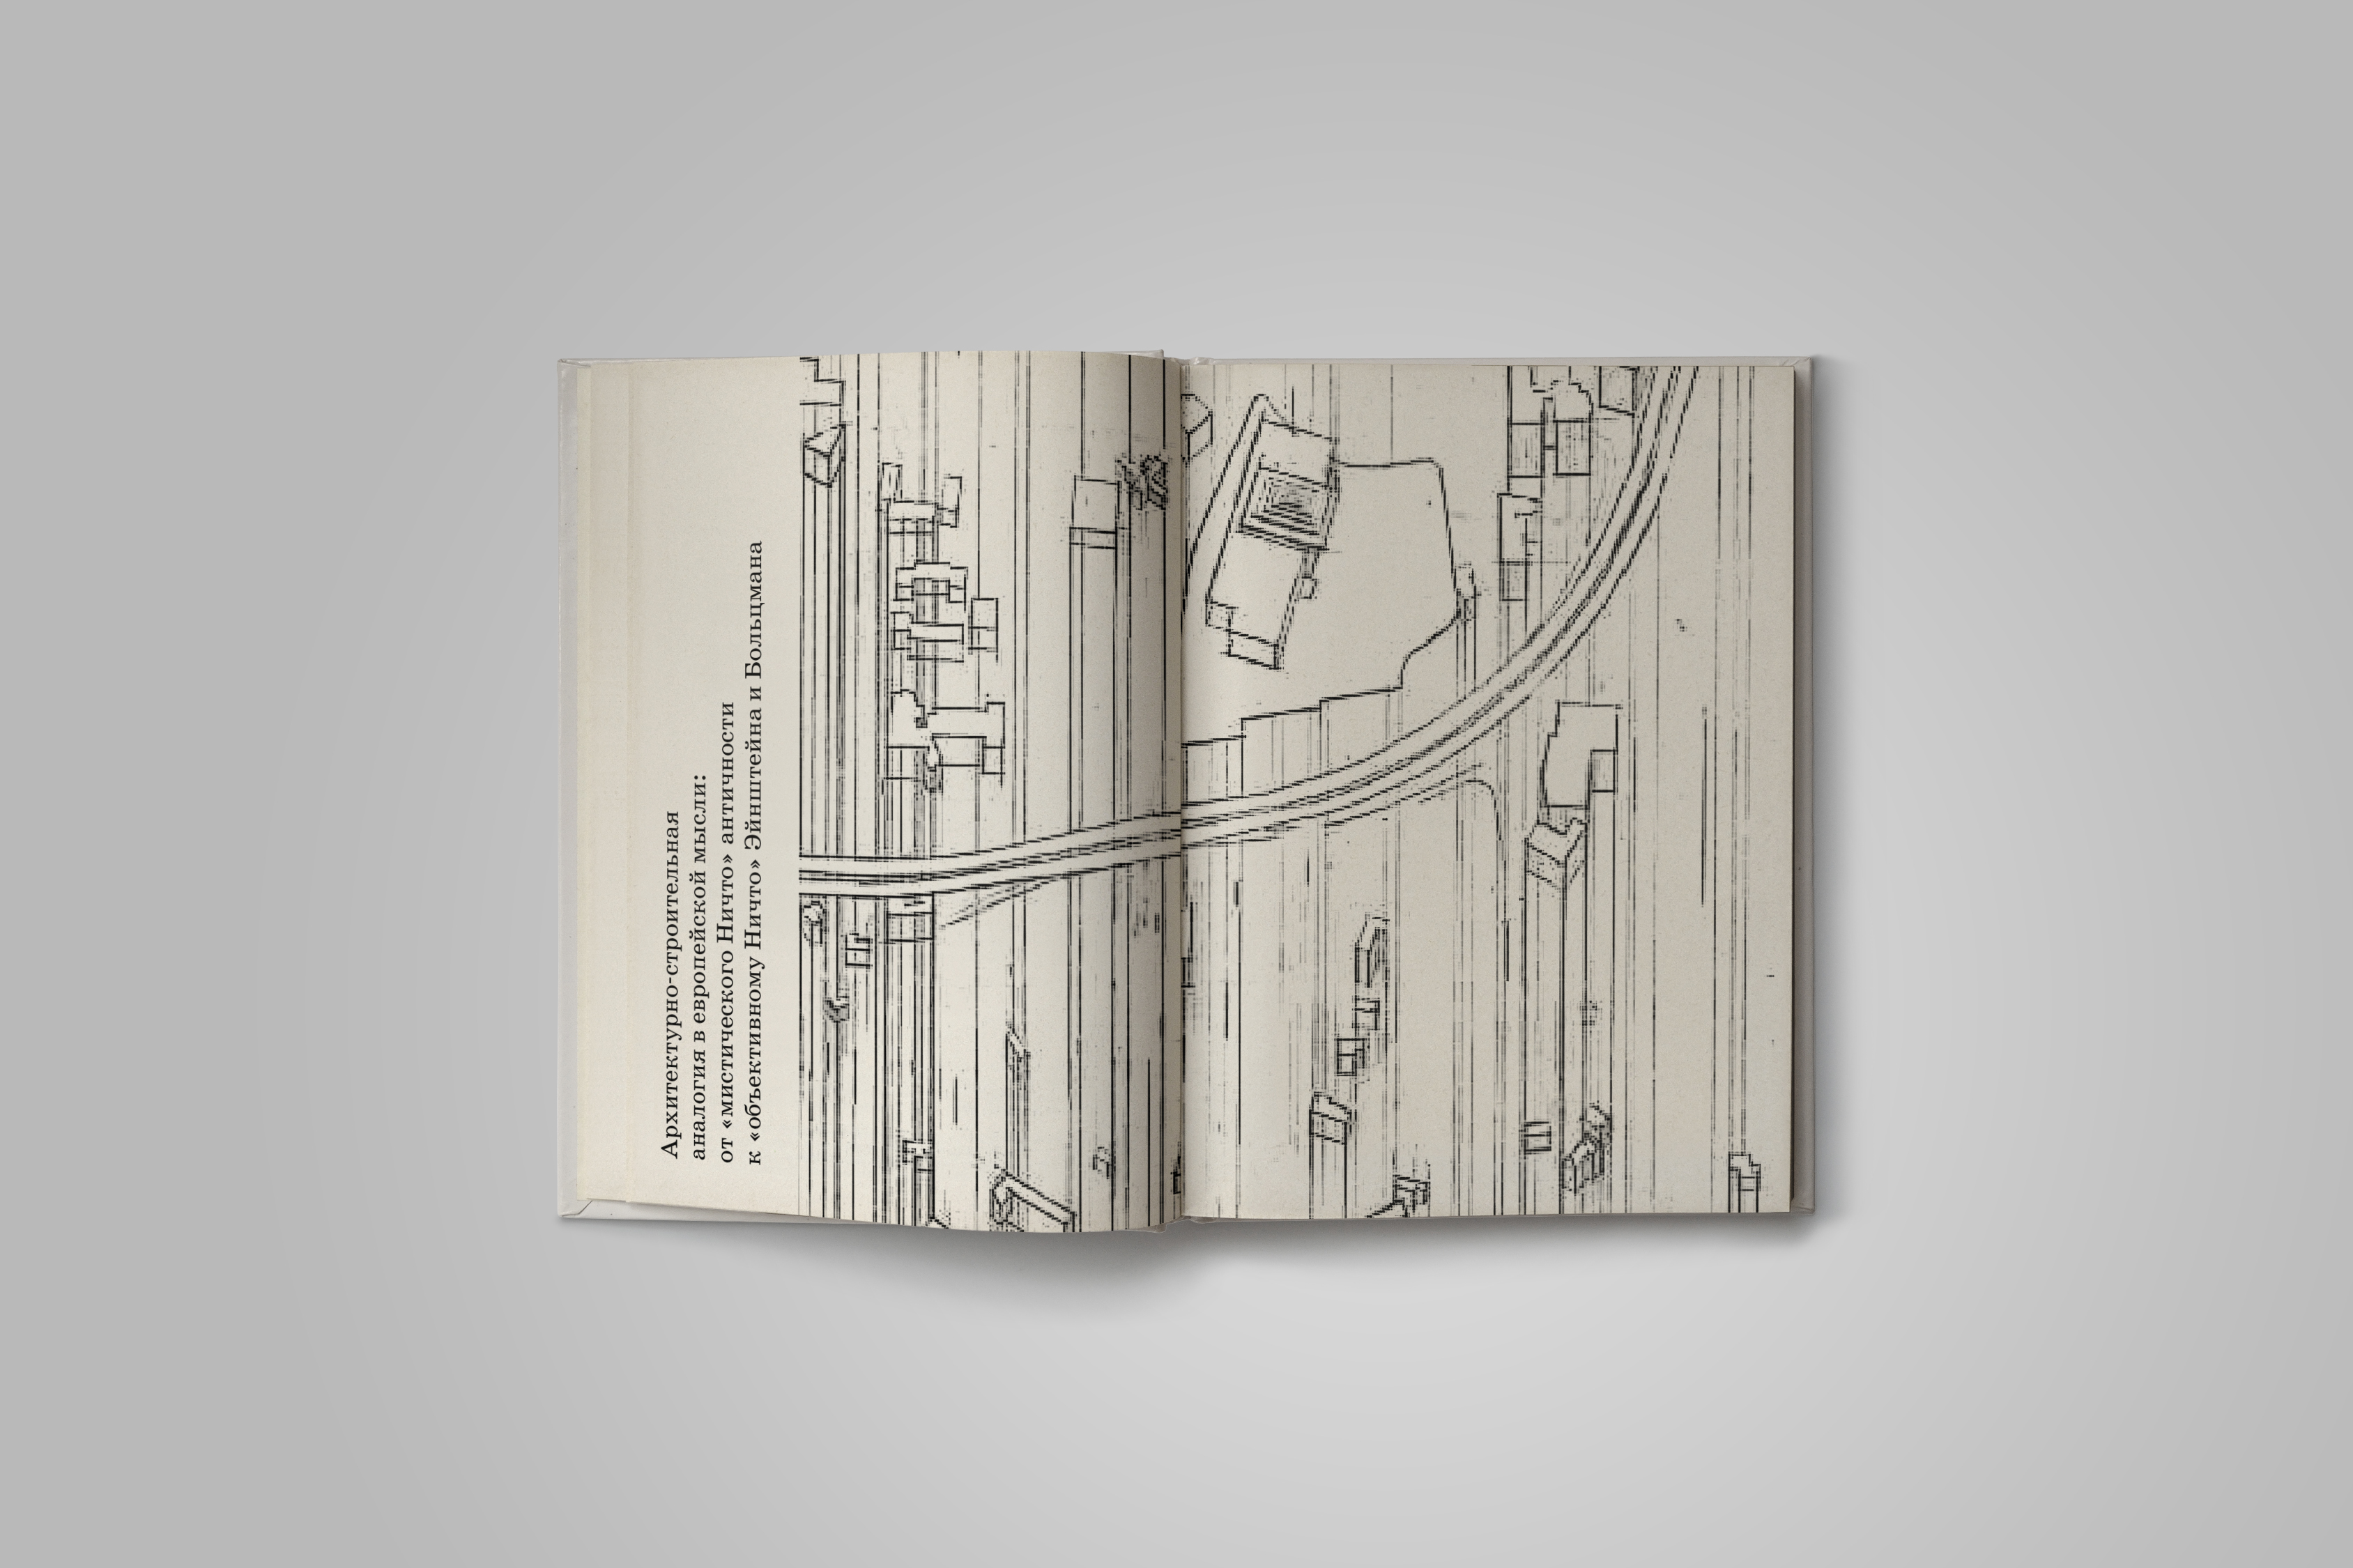 Архитектурно-строительная
аналогия в европейской мысли:
от «мистического Ничто» античности
к «объективному Ничто» Эйнштейна и Больцмана